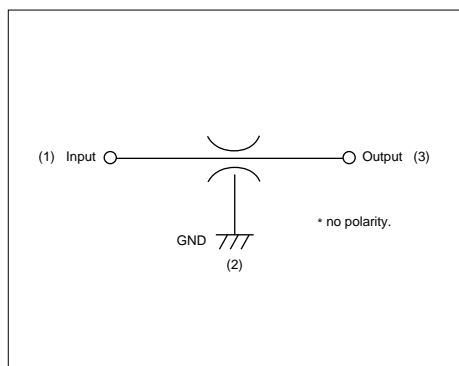 (1) Input Output (3)
* no polarity.
GND
(2)